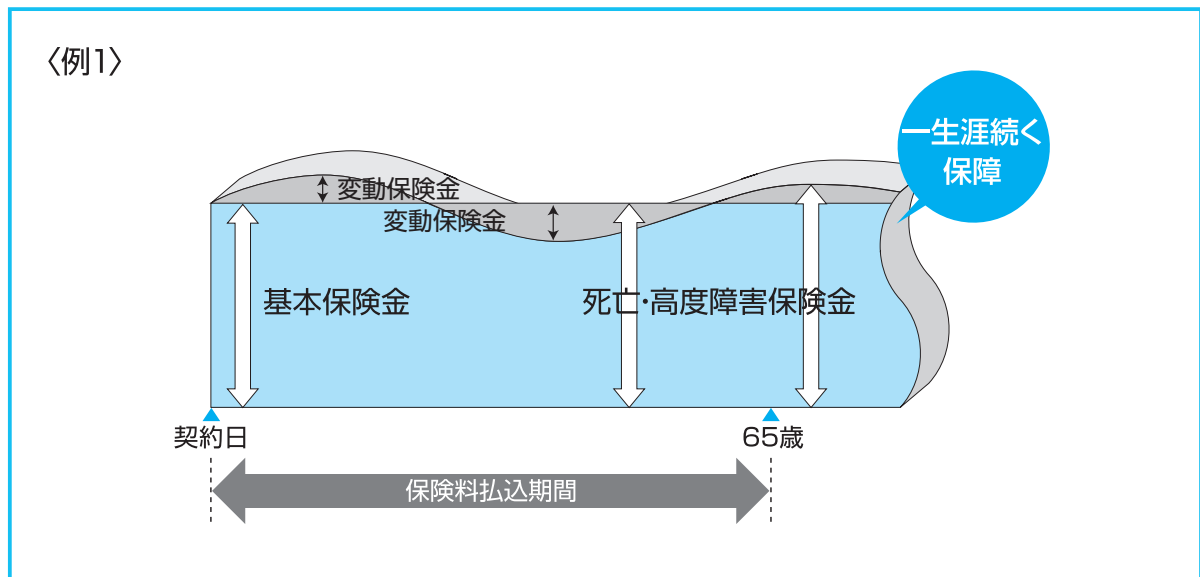 〈例1〉
一生涯続く
保障
変動保険金
変動保険金
基本保険金
死亡・高度障害保険金
契約日
65歳
保険料払込期間